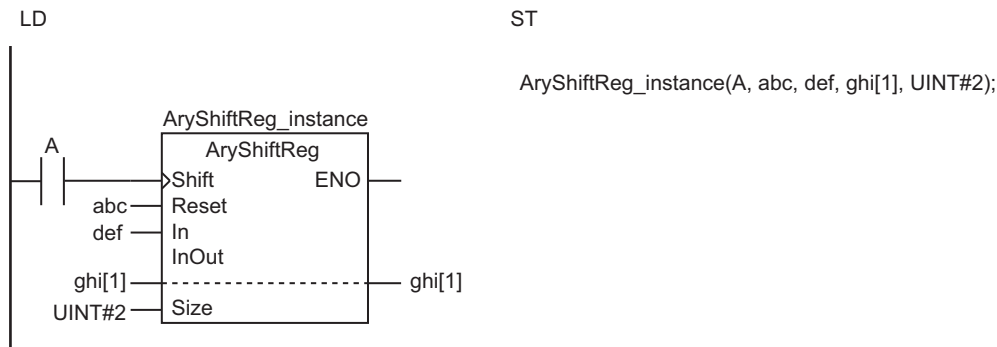 LD
ST
AryShiftReg_instance(A, abc, def, ghi[1], UINT#2);
AryShiftReg_instance
A
AryShiftReg
Shift ENO
abc Reset
def In
InOut
ghi[1] ghi[1]
UINT#2 Size